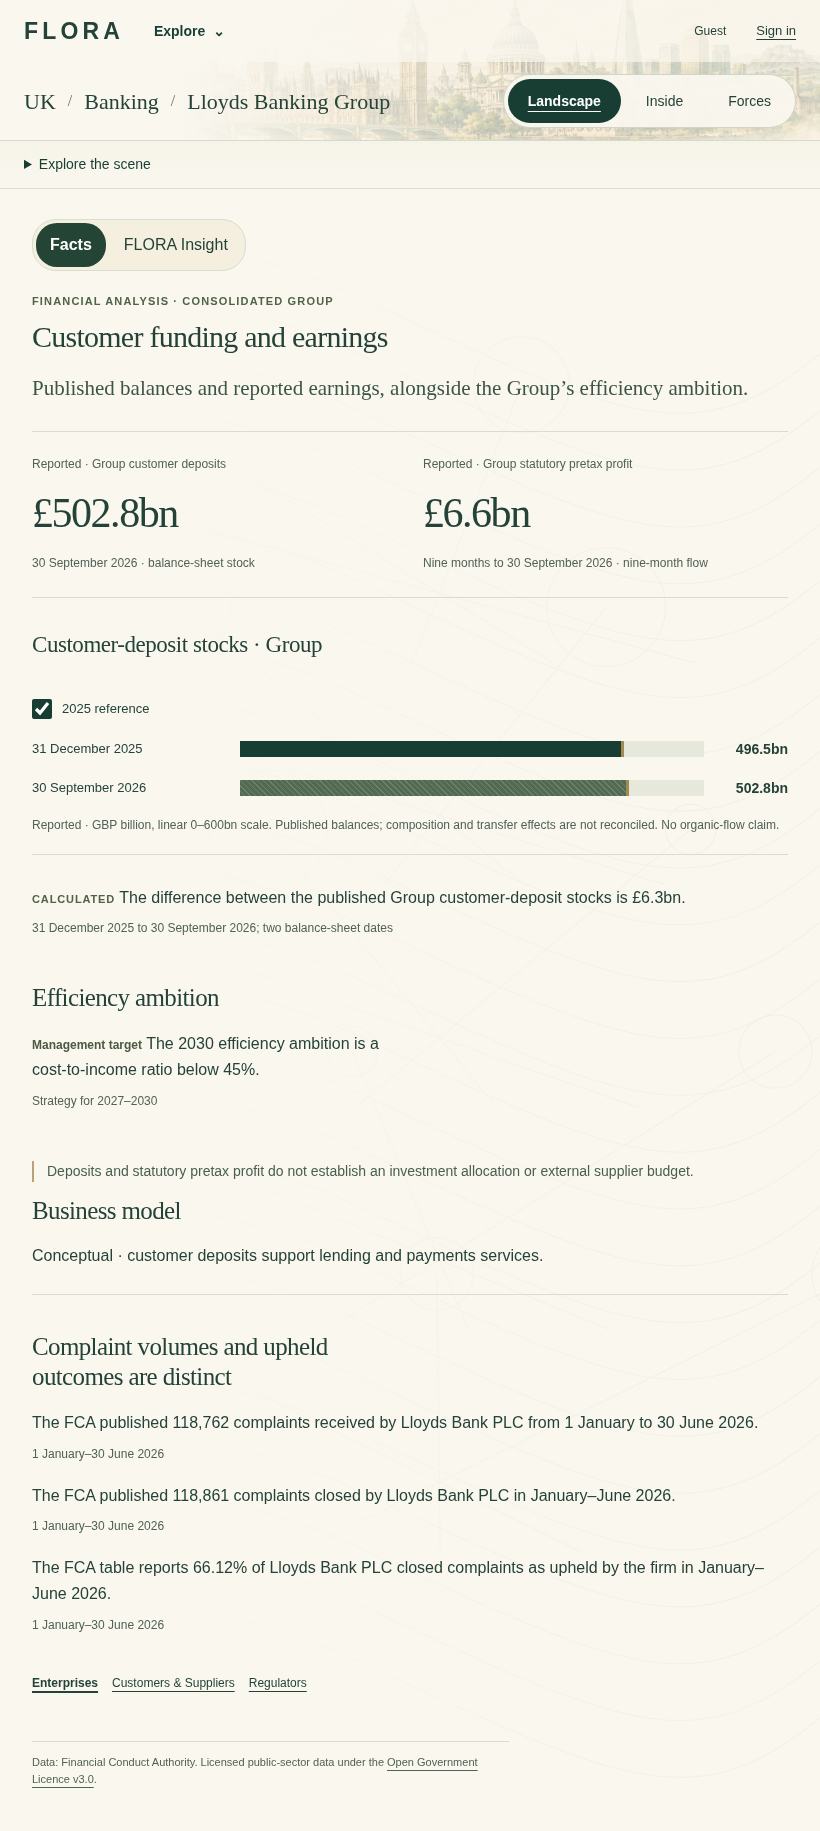 FLORA
Explore
Guest
Sign in
UK / Banking / Lloyds Banking Group
Landscape
Inside
Forces
Explore the scene
Facts
FLORA Insight
FINANCIAL ANALYSIS · CONSOLIDATED GROUP
Customer funding and earnings
Published balances and reported earnings, alongside the Group’s efficiency ambition.
Reported · Group customer deposits
£502.8bn
30 September 2026 · balance-sheet stock
Reported · Group statutory pretax profit
£6.6bn
Nine months to 30 September 2026 · nine-month flow
Customer-deposit stocks · Group
2025 reference
31 December 2025
496.5bn
30 September 2026
502.8bn
Reported · GBP billion, linear 0–600bn scale. Published balances; composition and transfer effects are not reconciled. No organic-flow claim.
CALCULATED The difference between the published Group customer-deposit stocks is £6.3bn.
31 December 2025 to 30 September 2026; two balance-sheet dates
Efficiency ambition
Management target The 2030 efficiency ambition is a
cost-to-income ratio below 45%.
Strategy for 2027–2030
Deposits and statutory pretax profit do not establish an investment allocation or external supplier budget.
Business model
Conceptual · customer deposits support lending and payments services.
Complaint volumes and upheld
outcomes are distinct
The FCA published 118,762 complaints received by Lloyds Bank PLC from 1 January to 30 June 2026.
1 January–30 June 2026
The FCA published 118,861 complaints closed by Lloyds Bank PLC in January–June 2026.
1 January–30 June 2026
The FCA table reports 66.12% of Lloyds Bank PLC closed complaints as upheld by the firm in January–
June 2026.
1 January–30 June 2026
Enterprises
Customers & Suppliers
Regulators
Data: Financial Conduct Authority. Licensed public-sector data under the Open Government
Licence v3.0.